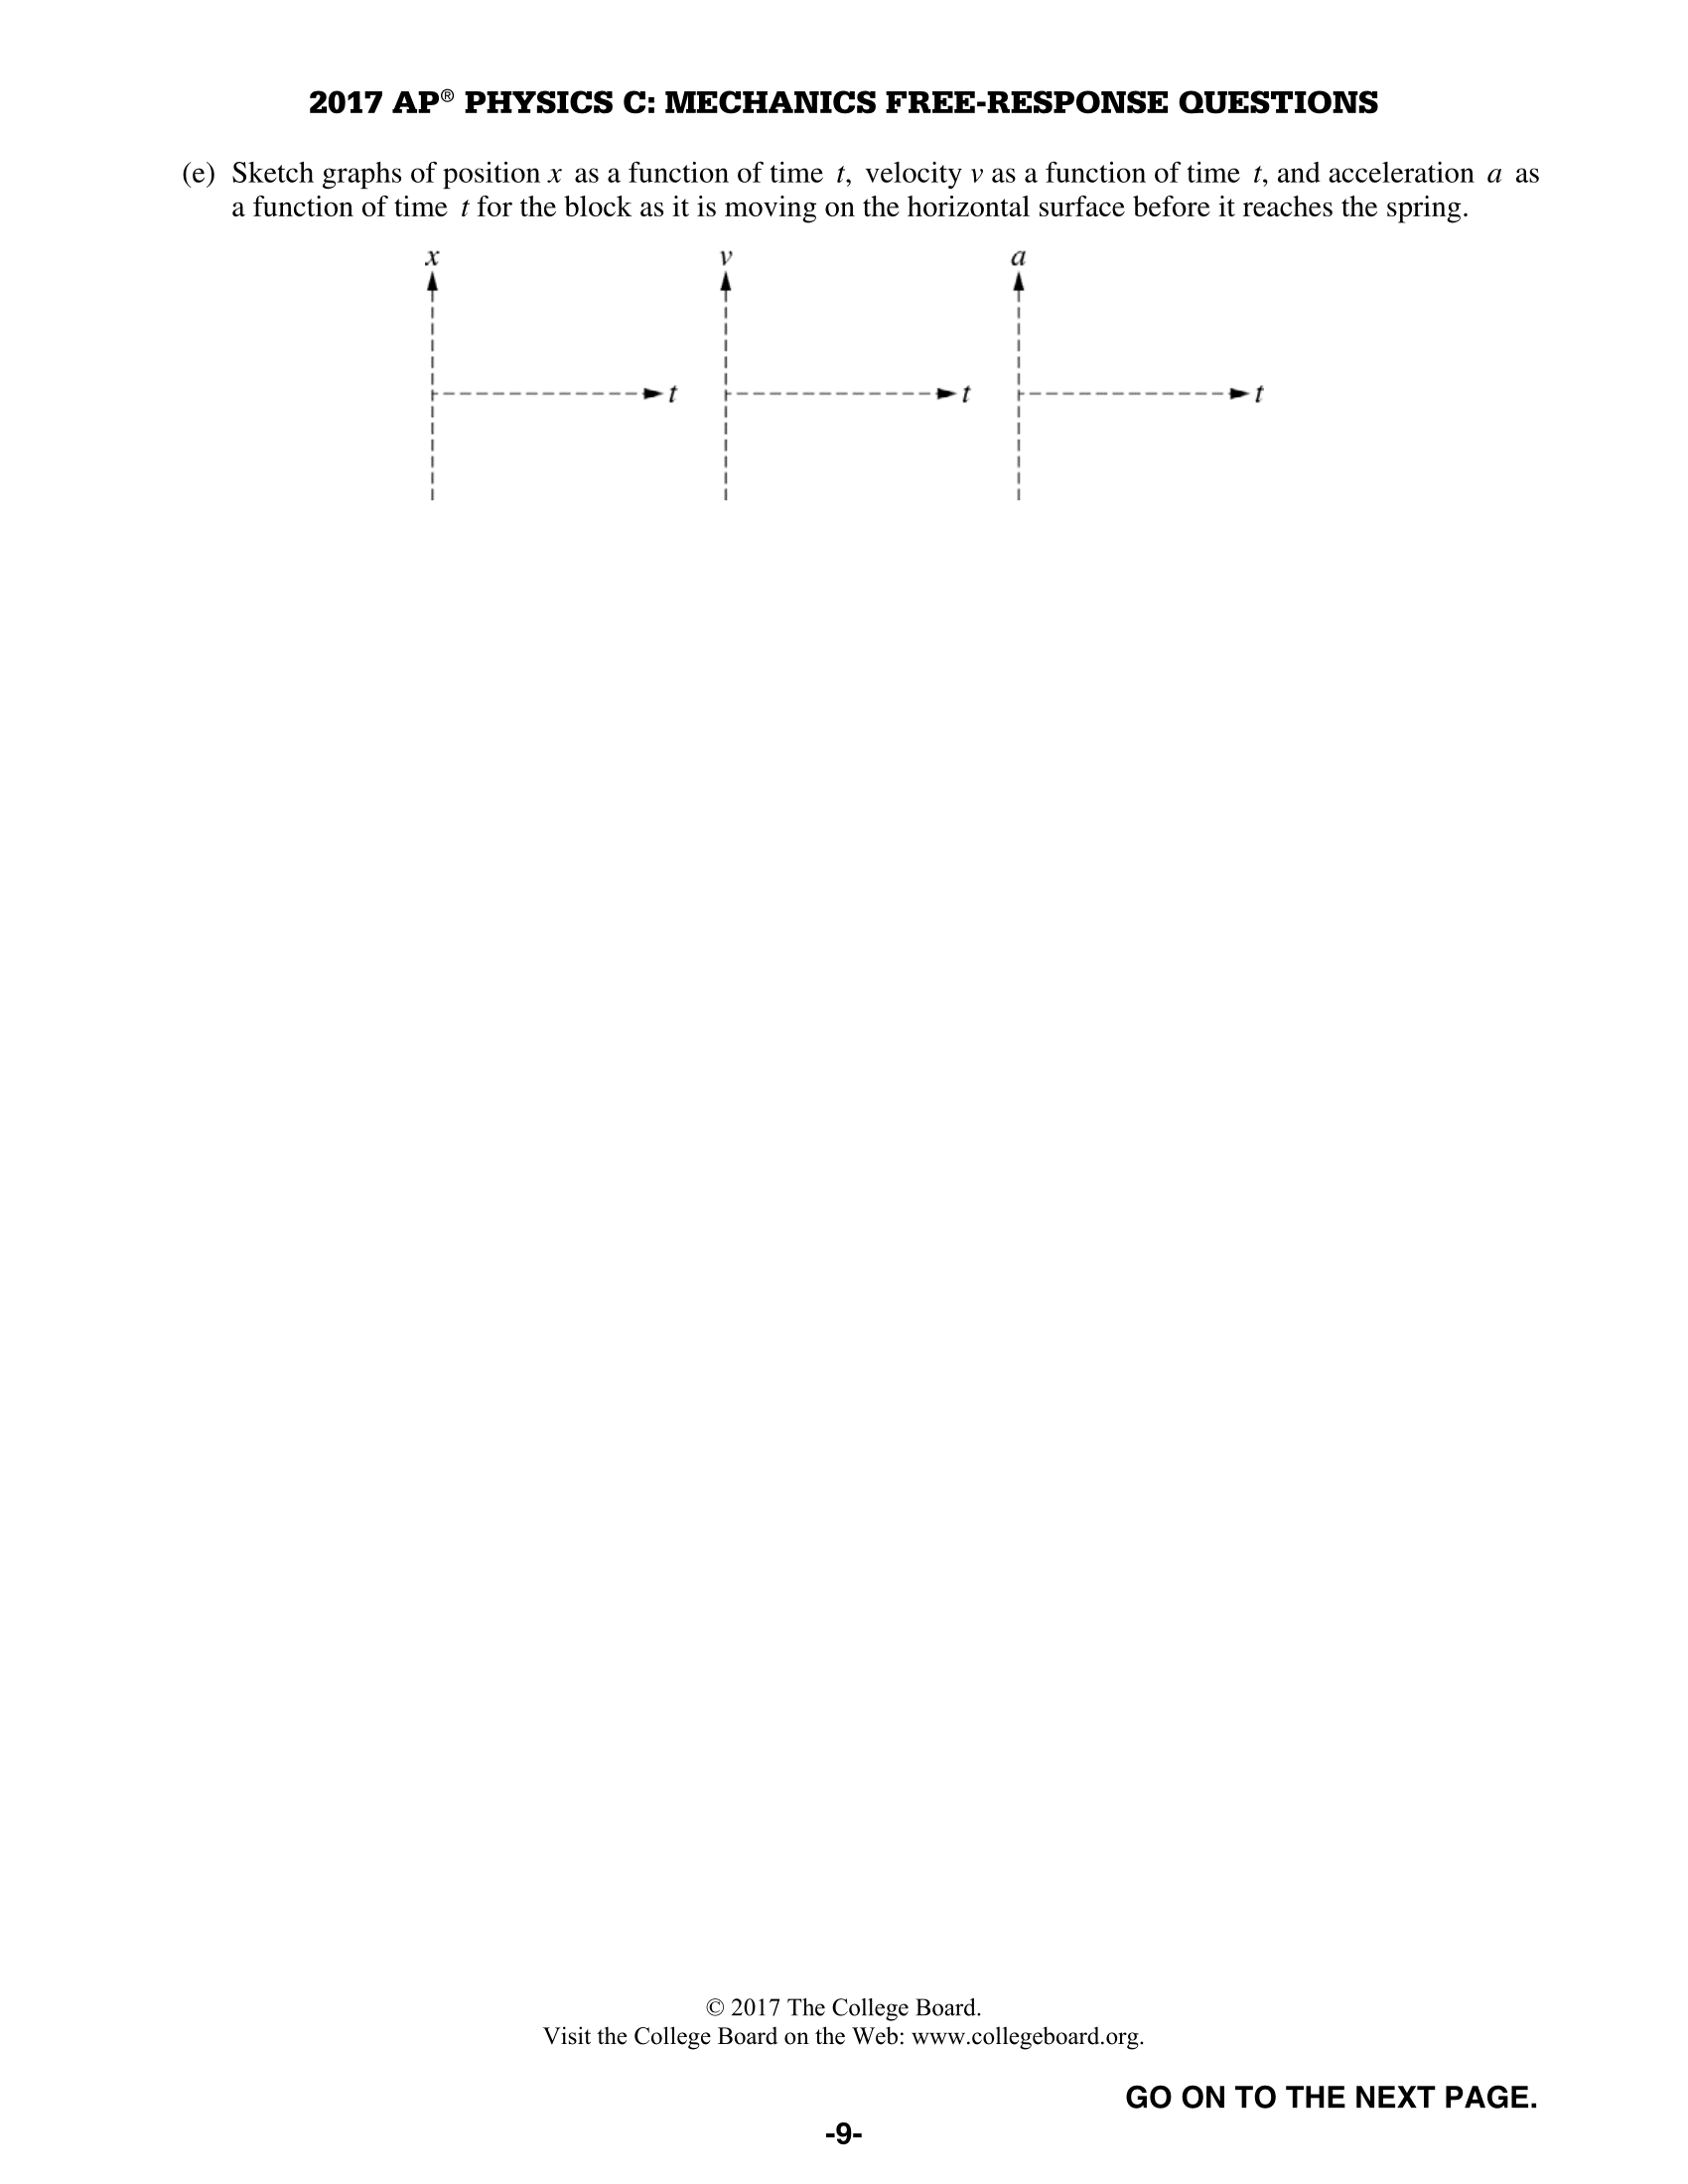 2017 AP® PHYSICS C: MECHANICS FREE-RESPONSE QUESTIONS
(e) Sketch graphs of position x as a function of time t, velocity v as a function of time t, and acceleration a as
a function of time t for the block as it is moving on the horizontal surface before it reaches the spring.
x v a
t t t
© 2017 The College Board.
Visit the College Board on the Web: www.collegeboard.org.
GO ON TO THE NEXT PAGE.
-9-